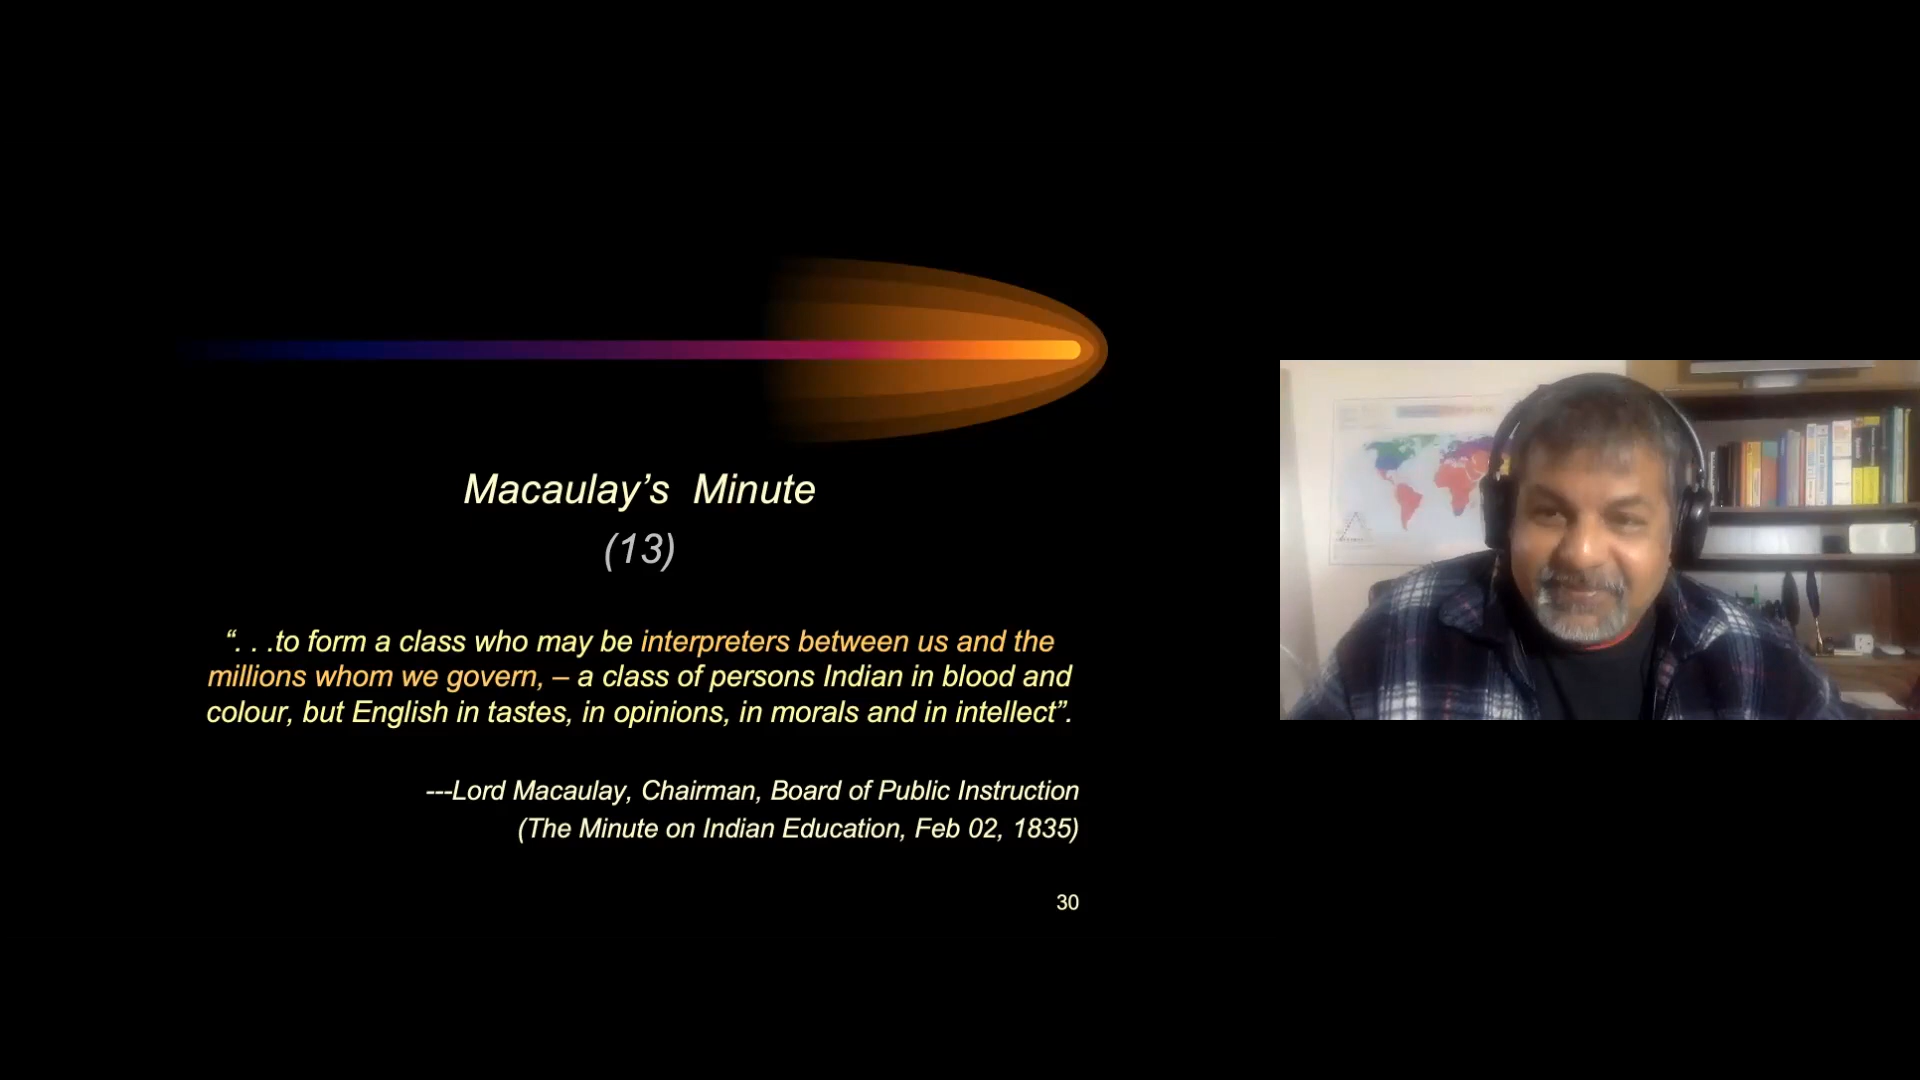 Macaulay’s Minute
(13)
“. . .to form a class who may be interpreters between us and the
millions whom we govern, – a class of persons Indian in blood and
colour, but English in tastes, in opinions, in morals and in intellect”.
---Lord Macaulay, Chairman, Board of Public Instruction
(The Minute on Indian Education, Feb 02, 1835)
30